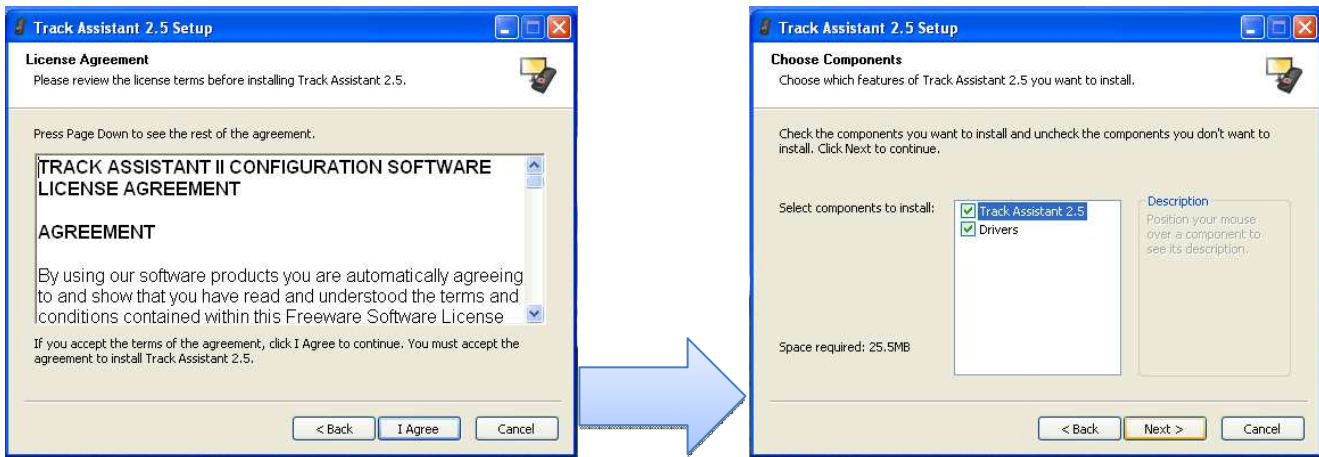 Track Assistant 2.5 Setup
License Agreement
Please review the license terms before installing Track Assistant 2.5.
Press Page Down to see the rest of the agreement.
TRACK ASSISTANT II CONFIGURATION SOFTWARE
LICENSE AGREEMENT
AGREEMENT
By using our software products you are automatically agreeing
to and show that you have read and understood the terms and
conditions contained within this Freeware Software License
If you accept the terms of the agreement, click I Agree to continue. You must accept the
agreement to install Track Assistant 2.5.
< Back
I Agree
Cancel
Track Assistant 2.5 Setup
Choose Components
Choose which features of Track Assistant 2.5 you want to install.
Check the components you want to install and uncheck the components you don't want to
install. Click Next to continue.
Select components to install:
Track Assistant 2.5
Drivers
Description
Position your mouse
over a component to
see its description.
Space required: 25.5MB
< Back
Next >
Cancel